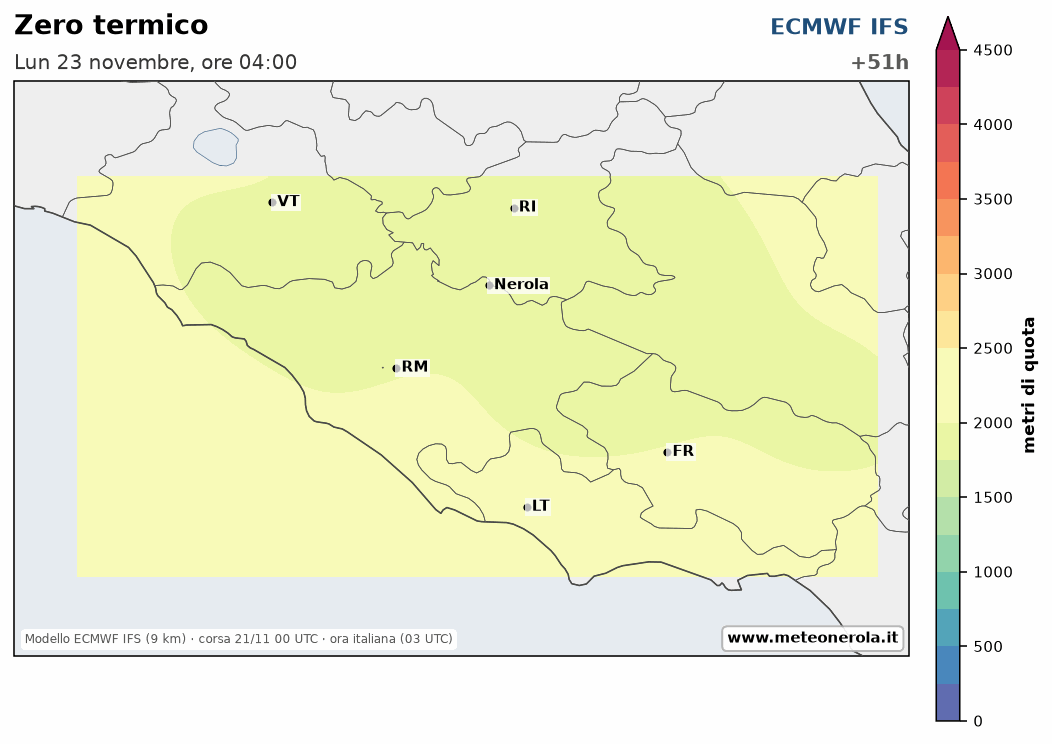 Zero termico
ECMWF IFS
Lun 23 novembre, ore 04:00
+51h
VT
RI
Nerola
RM
FR
LT
4500
4000
3500
3000
2500
2000
1500
1000
500
0
metri di quota
Modello ECMWF IFS (9 km) · corsa 21/11 00 UTC · ora italiana (03 UTC)
www.meteonerola.it